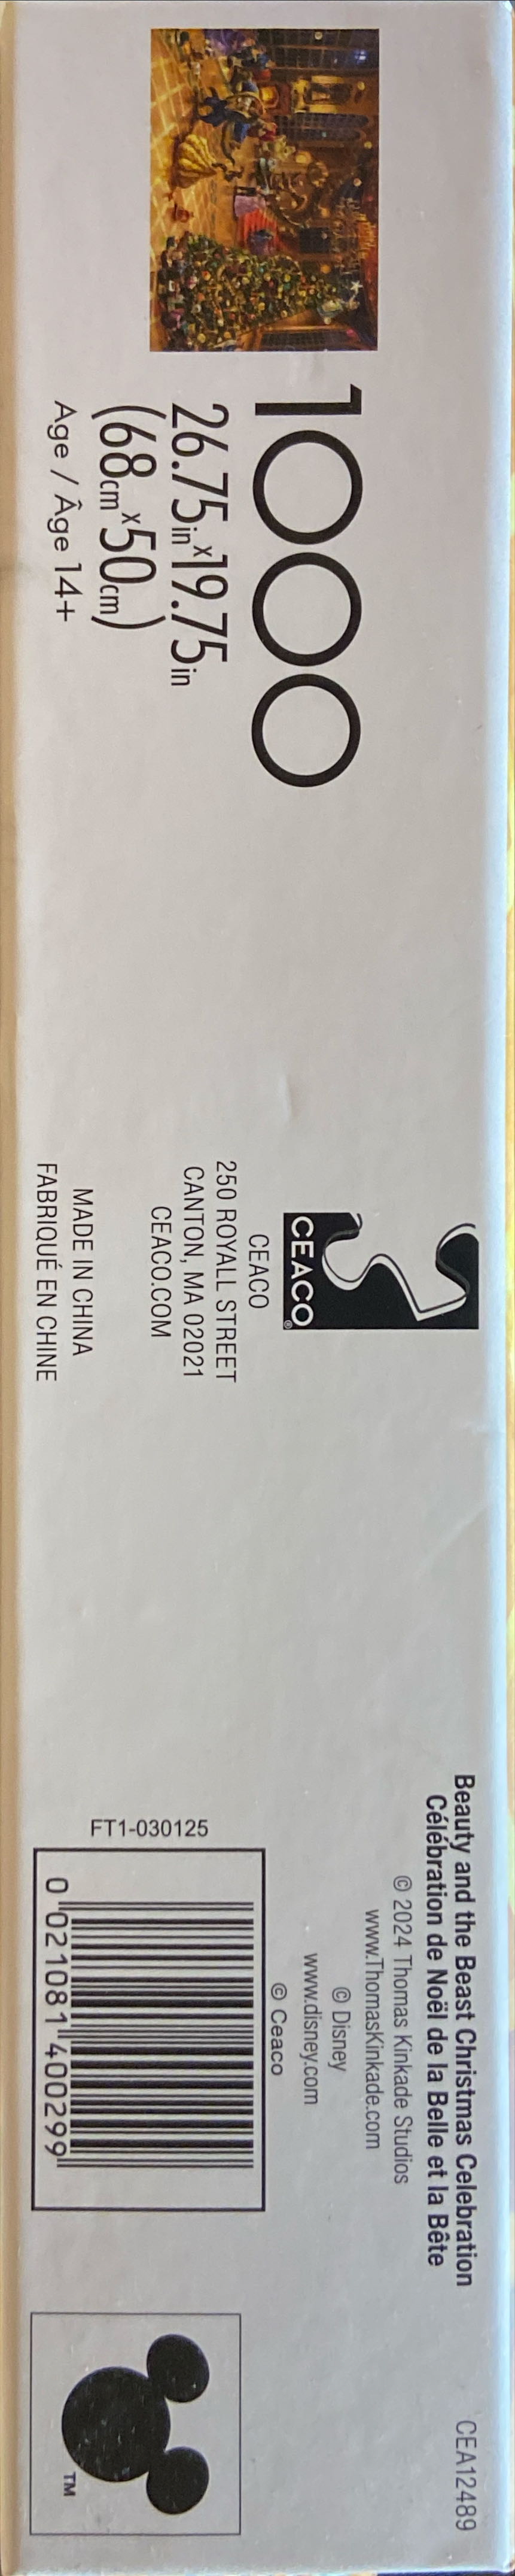 1000
26.75in x 19.75in
(68cm x 50cm)
Age / Âge 14+
CEACO®
CEACO
250 ROYALL STREET
CANTON, MA 02021
CEACO.COM
MADE IN CHINA
FABRIQUÉ EN CHINE
Beauty and the Beast Christmas Celebration
Célébration de Noël de la Belle et la Bête
© 2024 Thomas Kinkade Studios
www.ThomasKinkade.com
© Disney
www.disney.com
© Ceaco
FT1-030125
0 021081 400299
CEA12489
TM